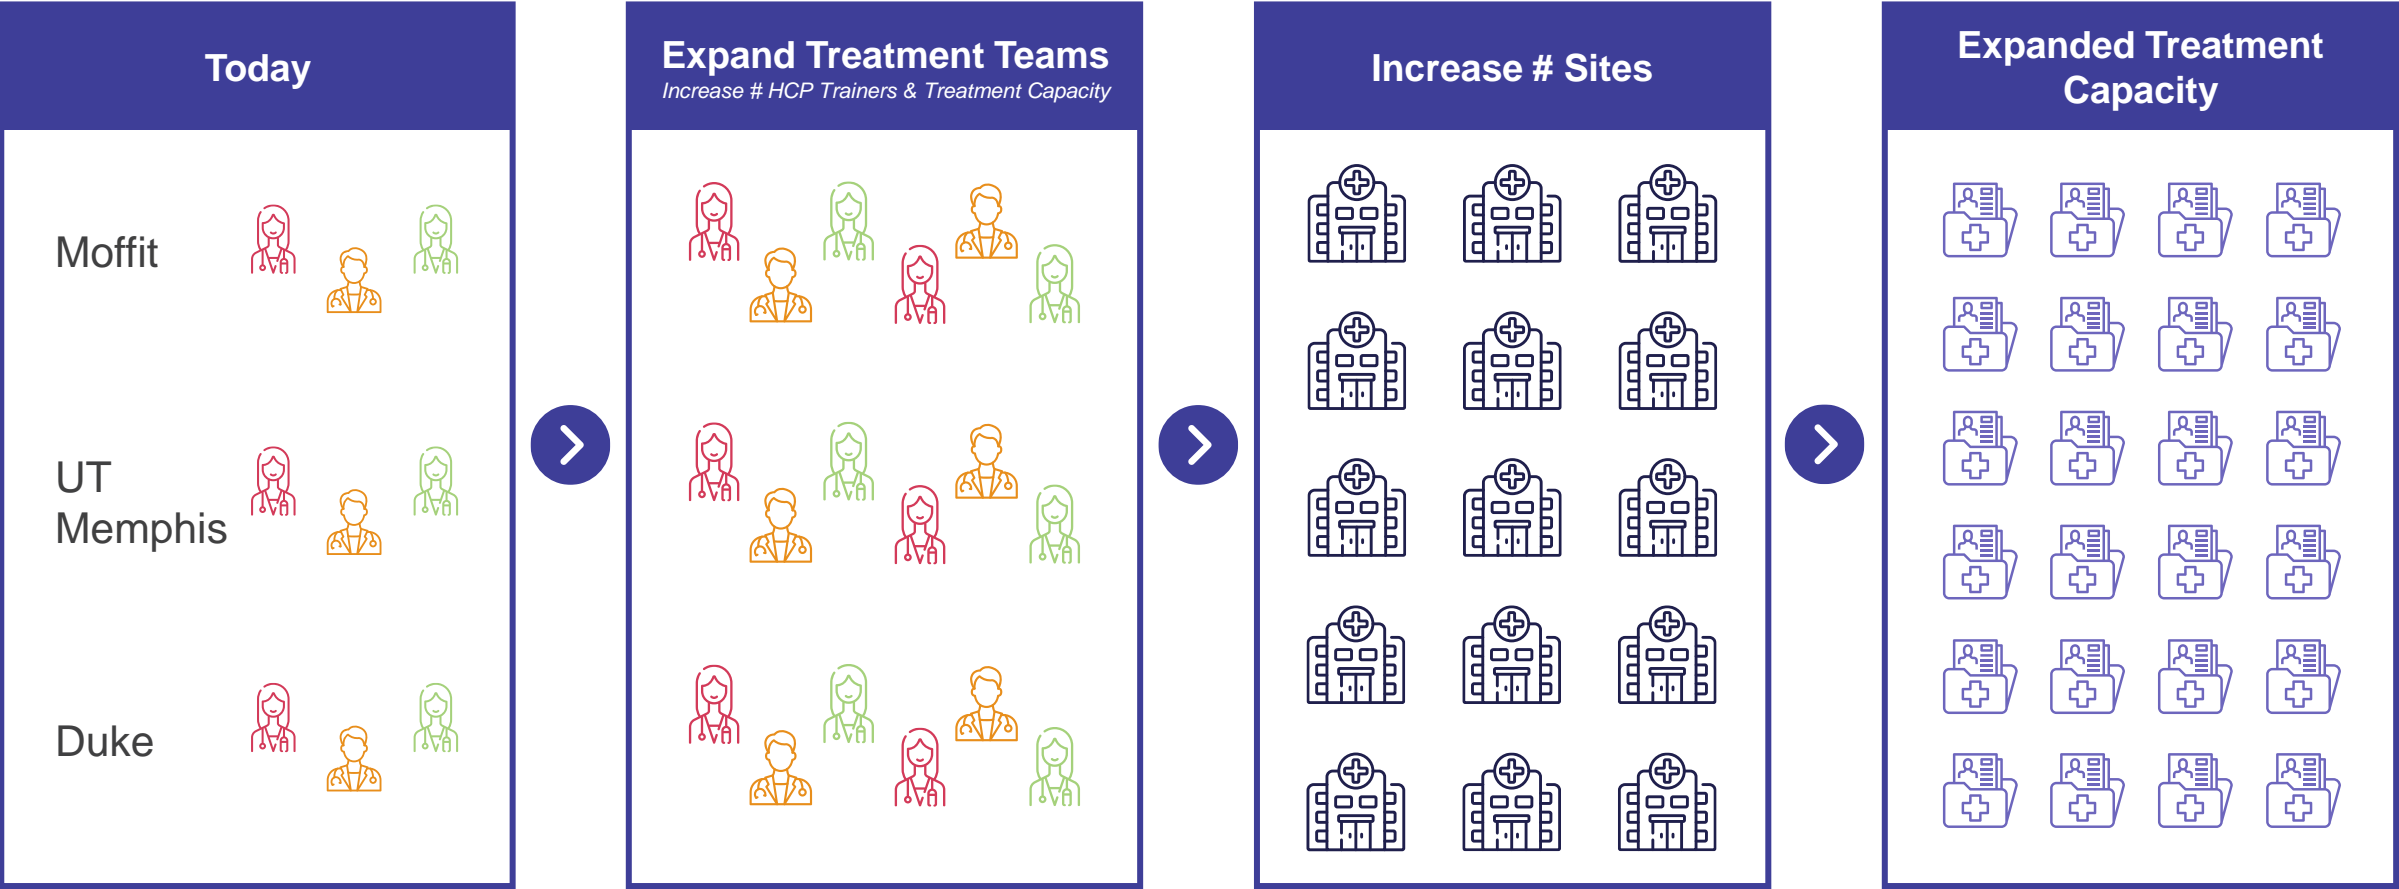 Today
Moffit
UT
Memphis
Duke
Expand Treatment Teams
Increase # HCP Trainers & Treatment Capacity
Increase # Sites
Expanded Treatment
Capacity